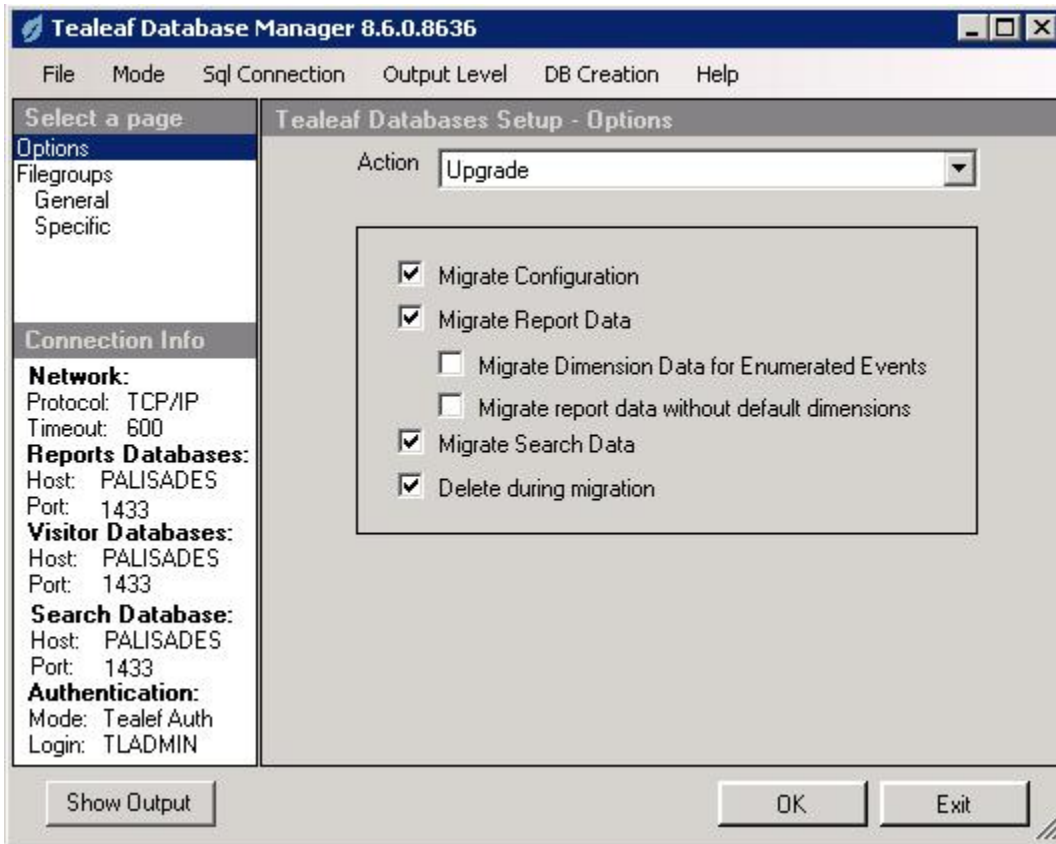 Tealeaf Database Manager 8.6.0.8636
File Mode Sql Connection Output Level DB Creation Help
Select a page
Options
Filegroups
General
Specific
Connection Info
Network:
Protocol: TCP/IP
Timeout: 600
Reports Databases:
Host: PALISADES
Port: 1433
Visitor Databases:
Host: PALISADES
Port: 1433
Search Database:
Host: PALISADES
Port: 1433
Authentication:
Mode: Tealef Auth
Login: TLADMIN
Tealeaf Databases Setup - Options
Action Upgrade
Migrate Configuration
Migrate Report Data
Migrate Dimension Data for Enumerated Events
Migrate report data without default dimensions
Migrate Search Data
Delete during migration
Show Output OK Exit